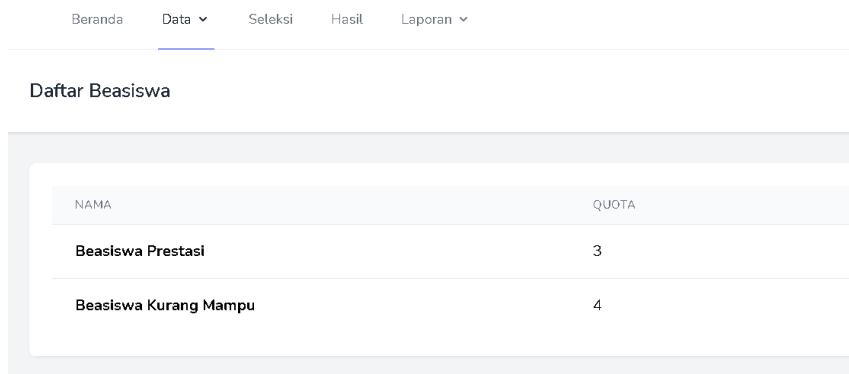 Beranda Data Seleksi Hasil Laporan
Daftar Beasiswa
NAMA QUOTA
Beasiswa Prestasi 3
Beasiswa Kurang Mampu 4